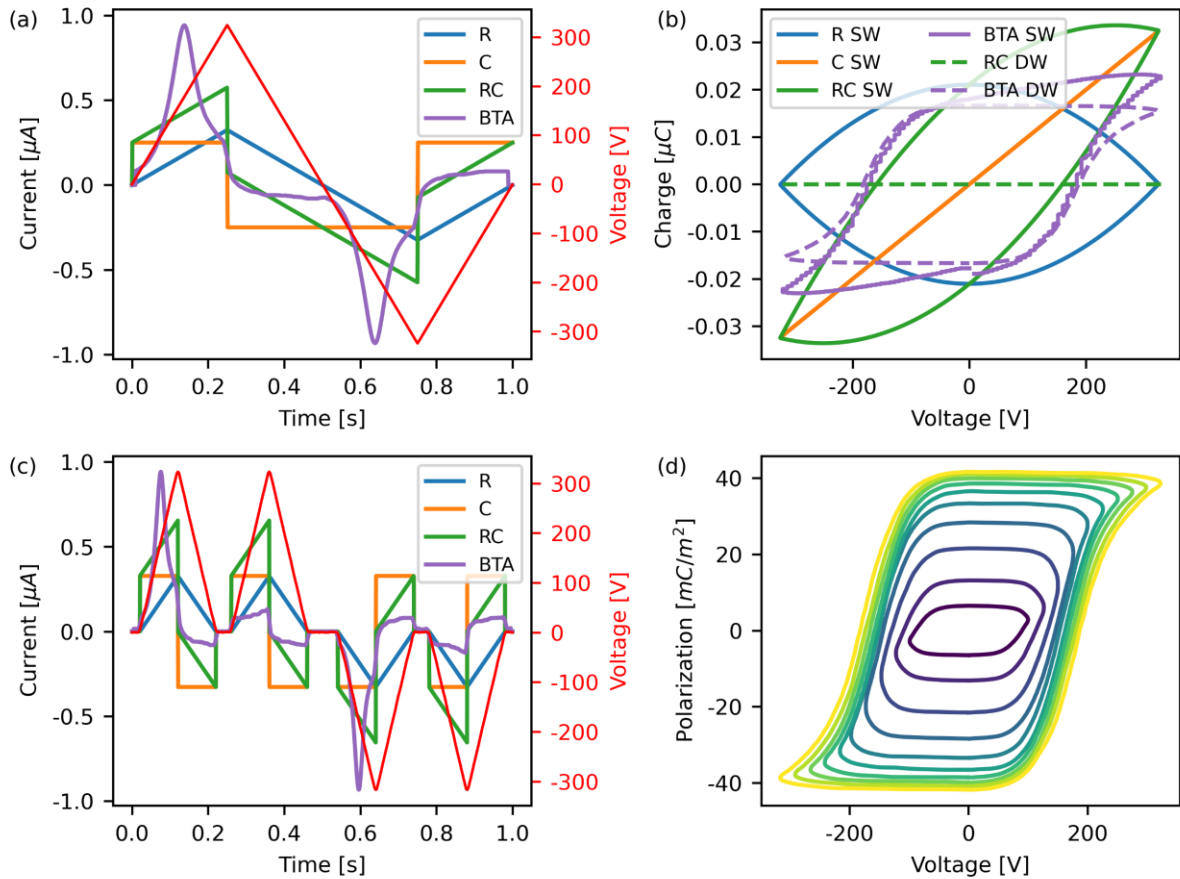 (a)
1.0
0.5
0.0
-0.5
-1.0
Current [μA]
R
C
RC
BTA
300
200
100
0
-100
-200
-300
Voltage [V]
0.0 0.2 0.4 0.6 0.8 1.0
Time [s]
(b)
0.03
0.02
0.01
0.00
-0.01
-0.02
-0.03
Charge [μC]
R SW
C SW
RC SW
BTA SW
RC DW
BTA DW
-200 0 200
Voltage [V]
(c)
1.0
0.5
0.0
-0.5
-1.0
Current [μA]
R
C
RC
BTA
300
200
100
0
-100
-200
-300
Voltage [V]
0.0 0.2 0.4 0.6 0.8 1.0
Time [s]
(d)
40
20
0
-20
-40
Polarization [mC/m²]
-200 0 200
Voltage [V]